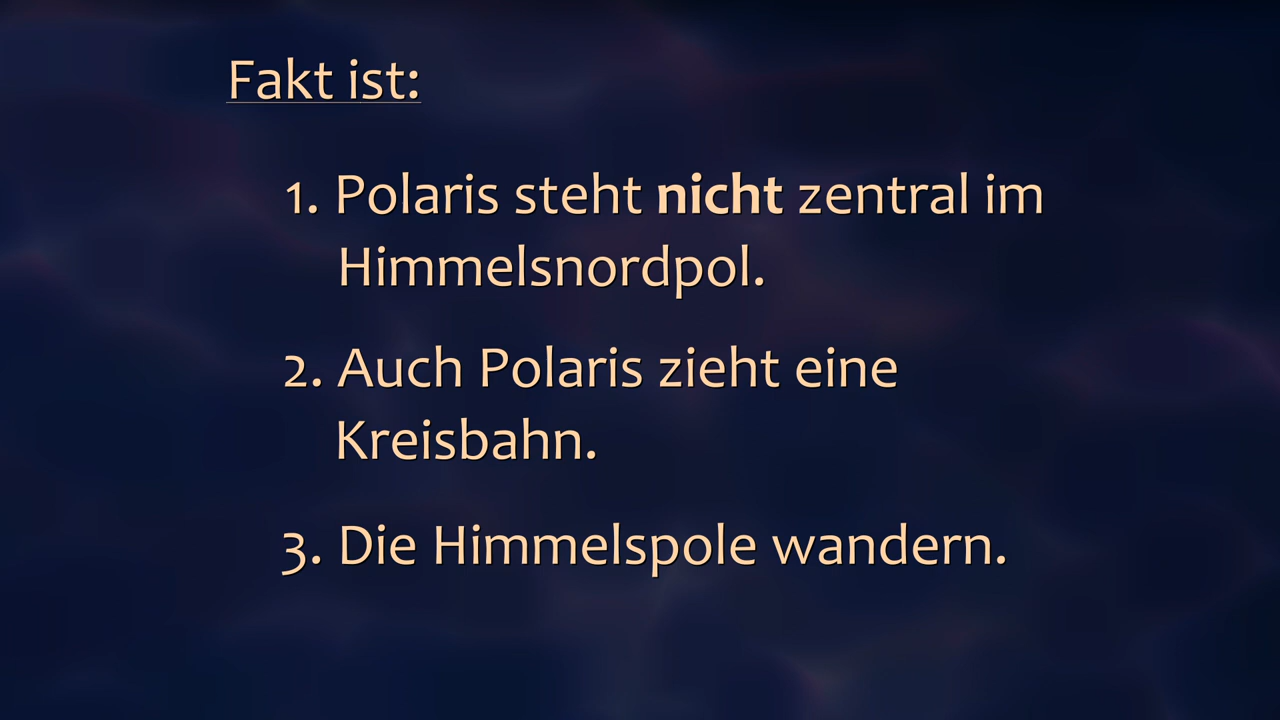 Fakt ist:
1. Polaris steht nicht zentral im
Himmelsnordpol.
2. Auch Polaris zieht eine
Kreisbahn.
3. Die Himmelspole wandern.